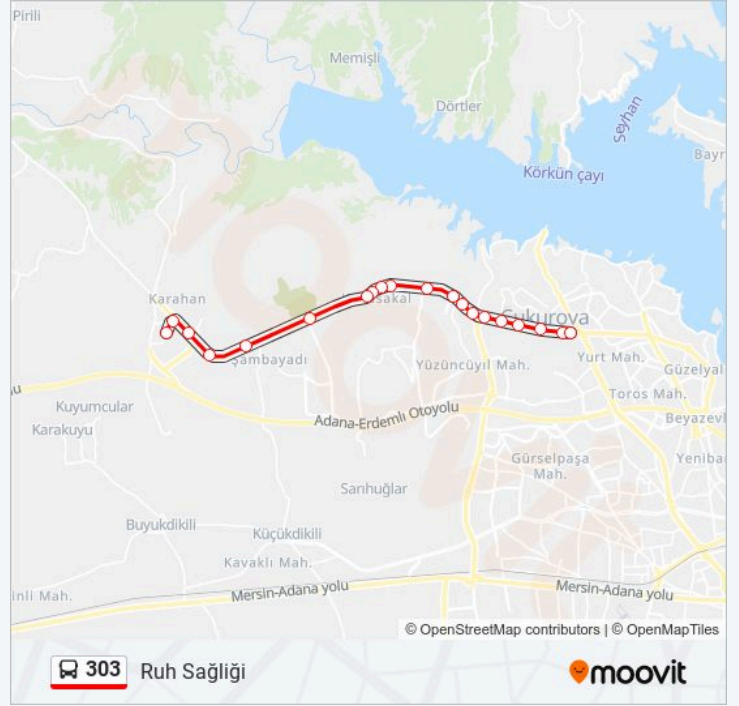 Pirili
Memişli
Dörtler
Seyhan
Bayr
Körkün çayı
Karahan
sakal
Çukurova
Şambayadı
Yüzüncüyıl Mah.
Yurt Mah.
Güzelyal
Toros Mah.
Beyazevl
Kuyumcular
Karakuyu
Adana-Erdemli Otoyolu
Gürselpaşa
Mah.
Yeniba
Sarıhuğlar
Buyukdikili
Küçükdikili
Kavaklı Mah.
inli Mah.
Mersin-Adana yolu
Mersin-Adana yolu
© OpenStreetMap contributors | © OpenMapTiles
303 Ruh Sağliği
moovit